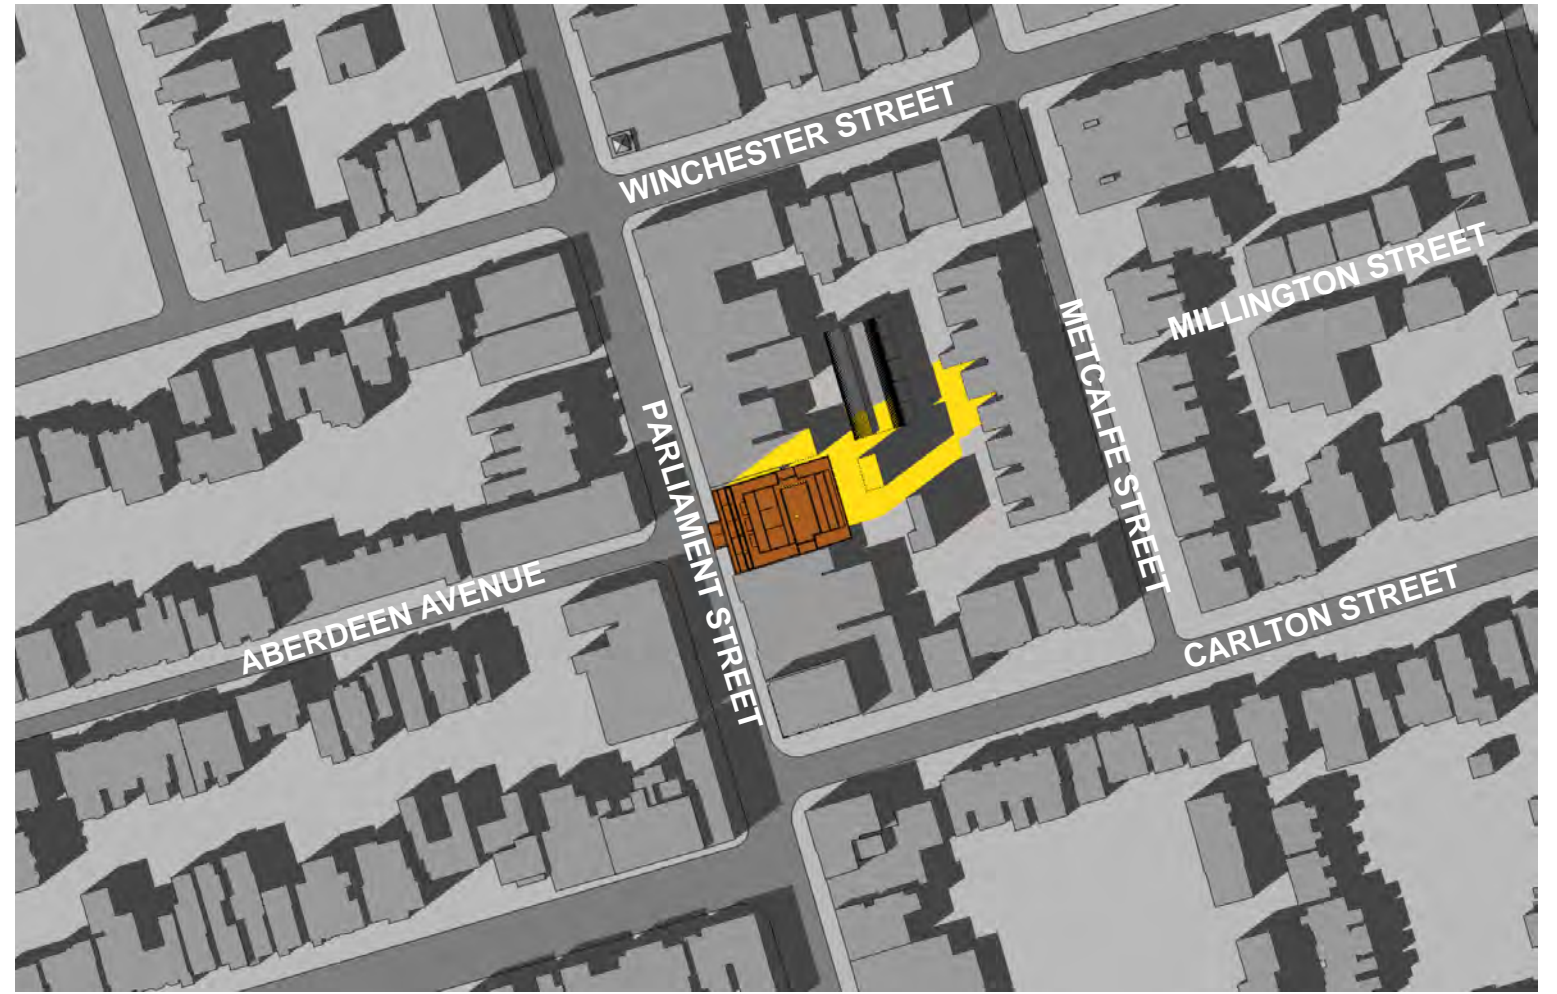 WINCHESTER STREET
MILLINGTON STREET
METCALFE STREET
PARLIAMENT STREET
ABERDEEN AVENUE
CARLTON STREET